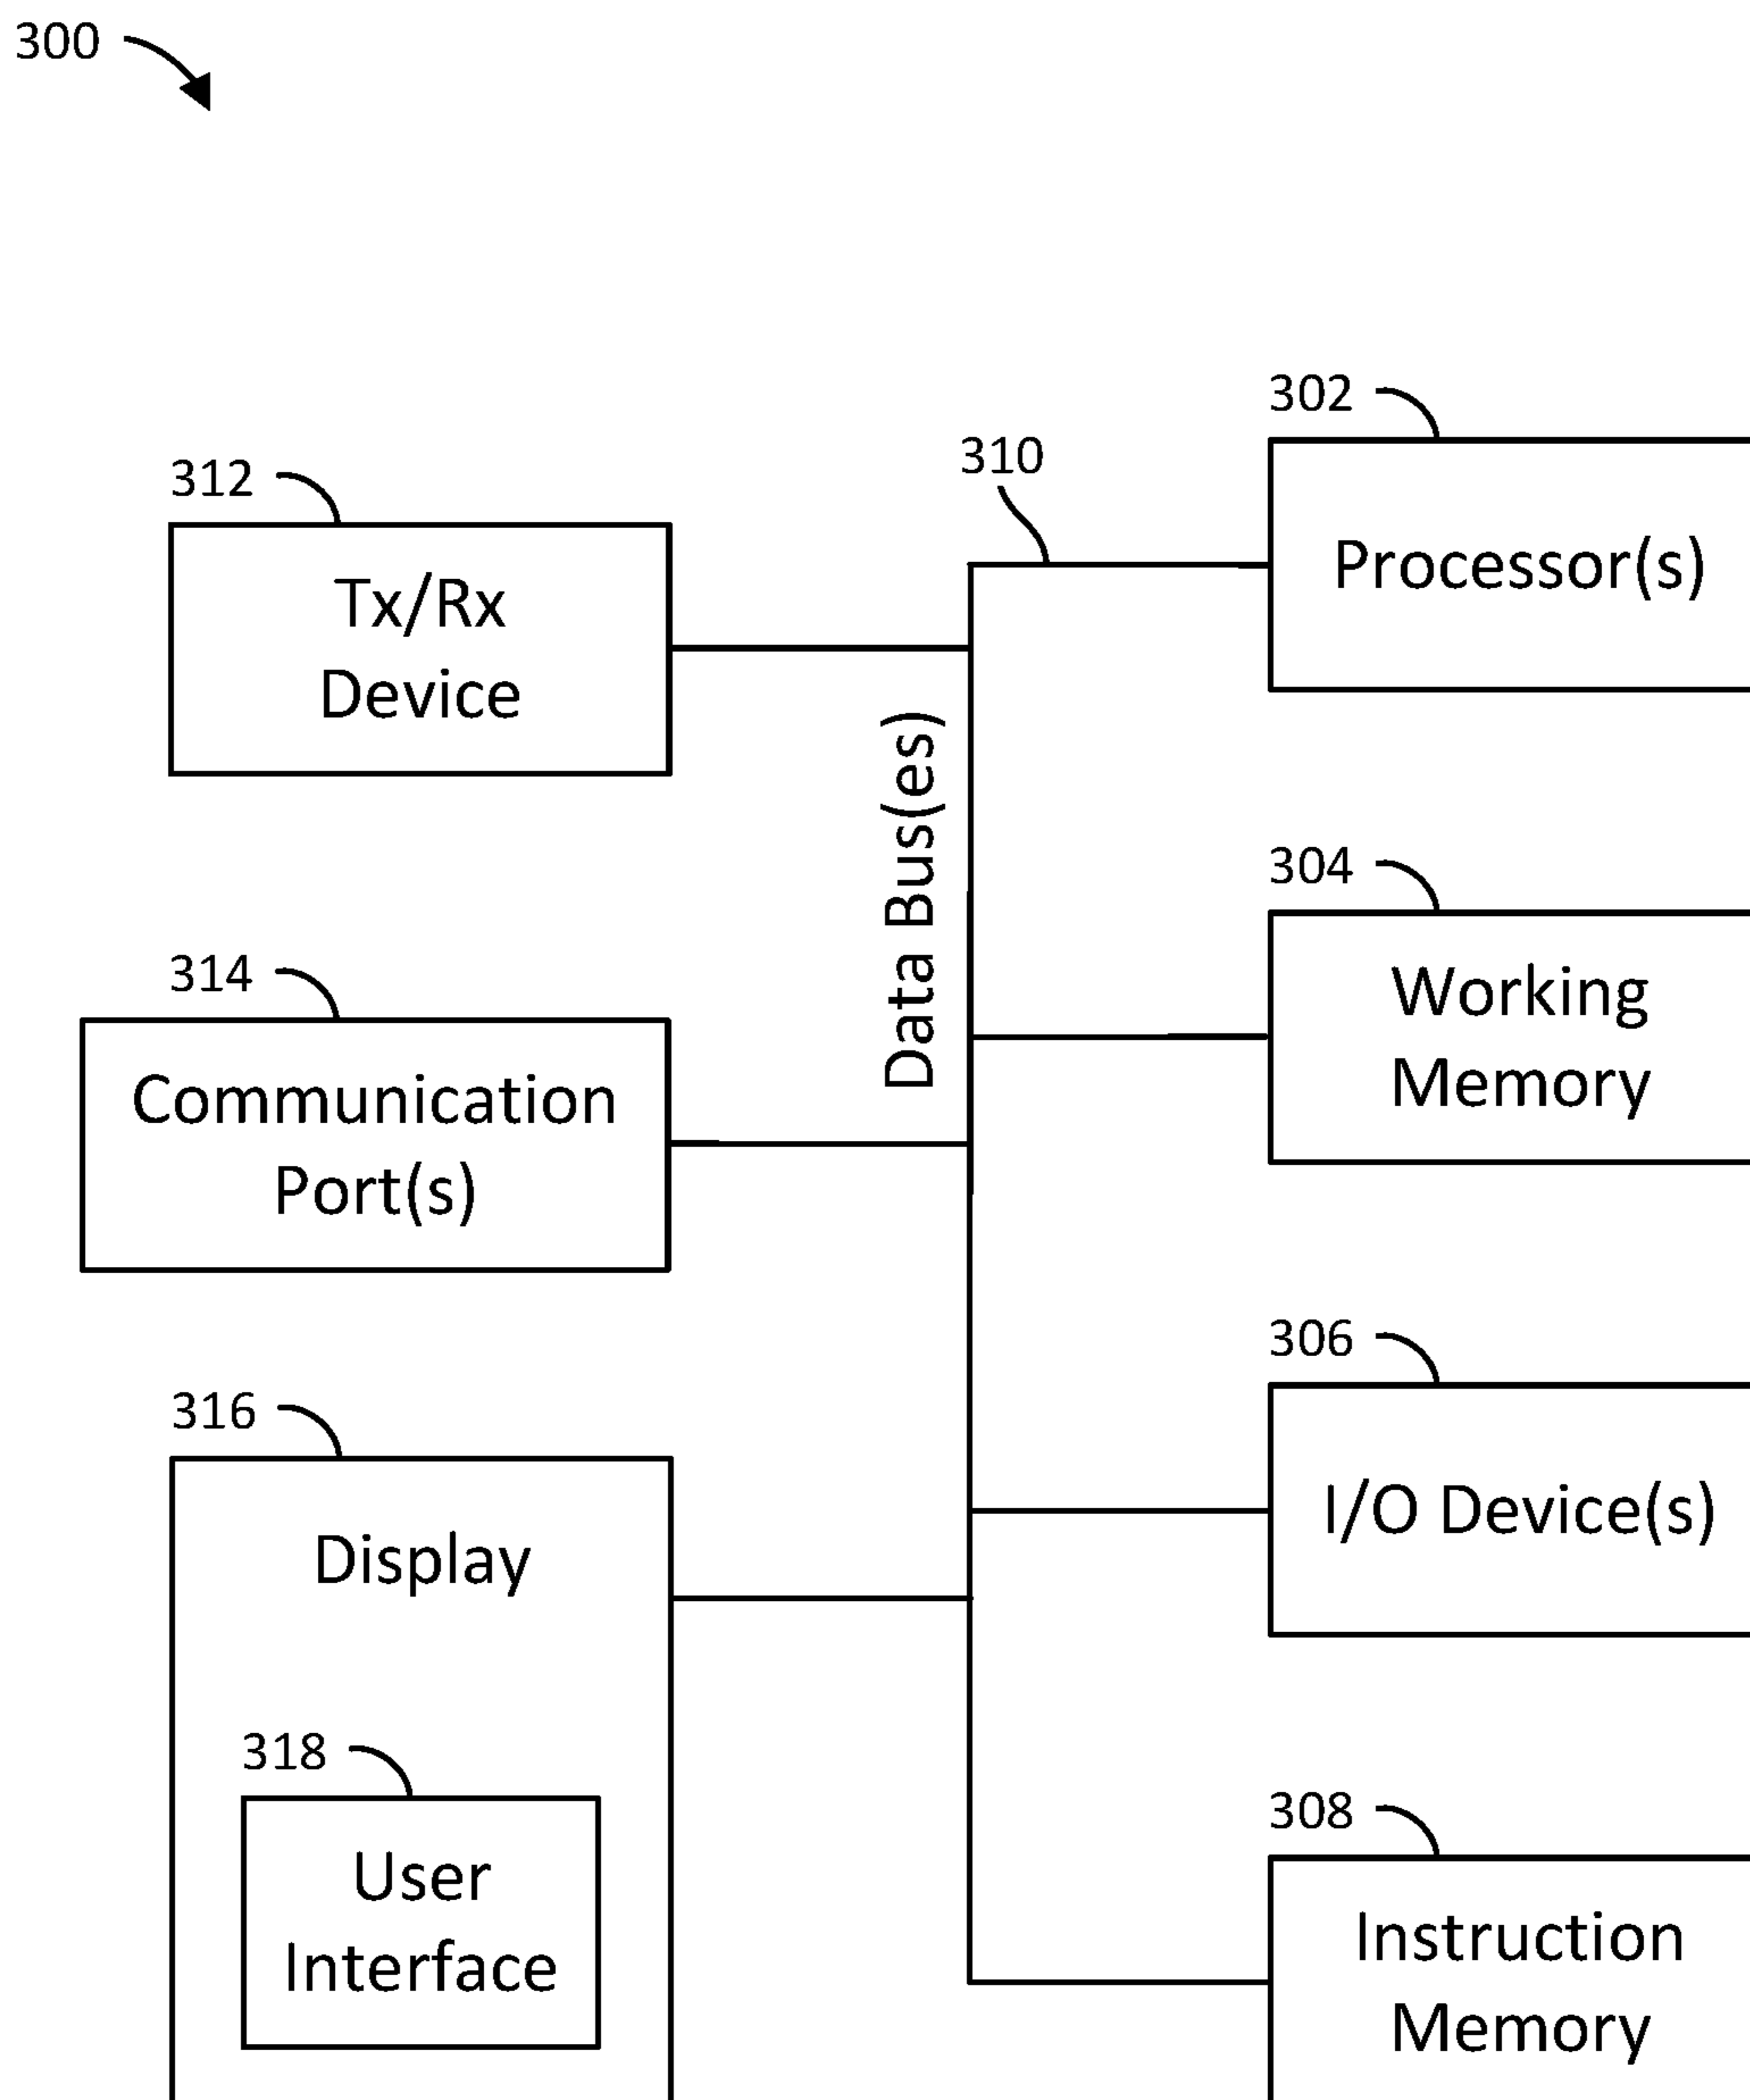 300
302
Processor(s)
310
312
Tx/Rx
Device
Data Bus(es)
304
Working
Memory
314
Communication
Port(s)
306
I/O Device(s)
316
Display
318
User
Interface
308
Instruction
Memory